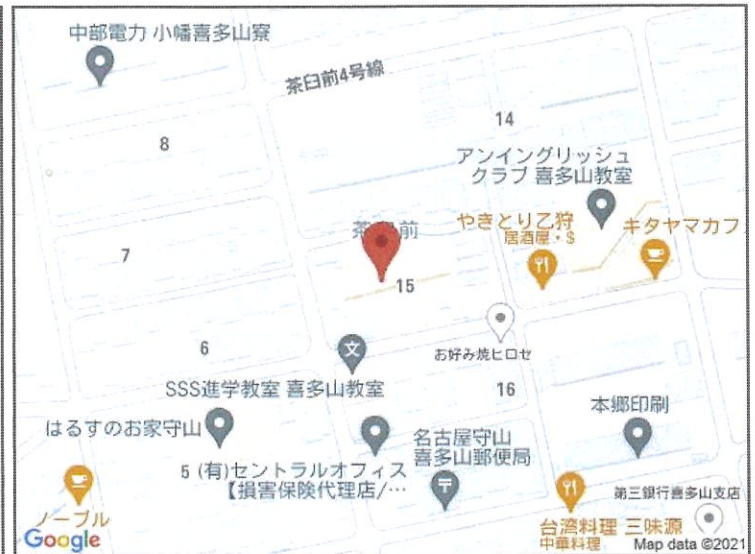 中部電力 小幡喜多山寮
茶臼前4号線
14
8
アンイングリッシュ
クラブ 喜多山教室
やきとり乙狩
居酒屋・$
キタヤマカフ
茶臼前
7
15
6
お好み焼ヒロセ
SSS進学教室 喜多山教室
16
はるすのお家守山
本郷印刷
5
(有)セントラルオフィス
【損害保険代理店/…
名古屋守山
喜多山郵便局
第三銀行喜多山支店
ノーブル
台湾料理 三味源
中華料理
Google
Map data ©2021